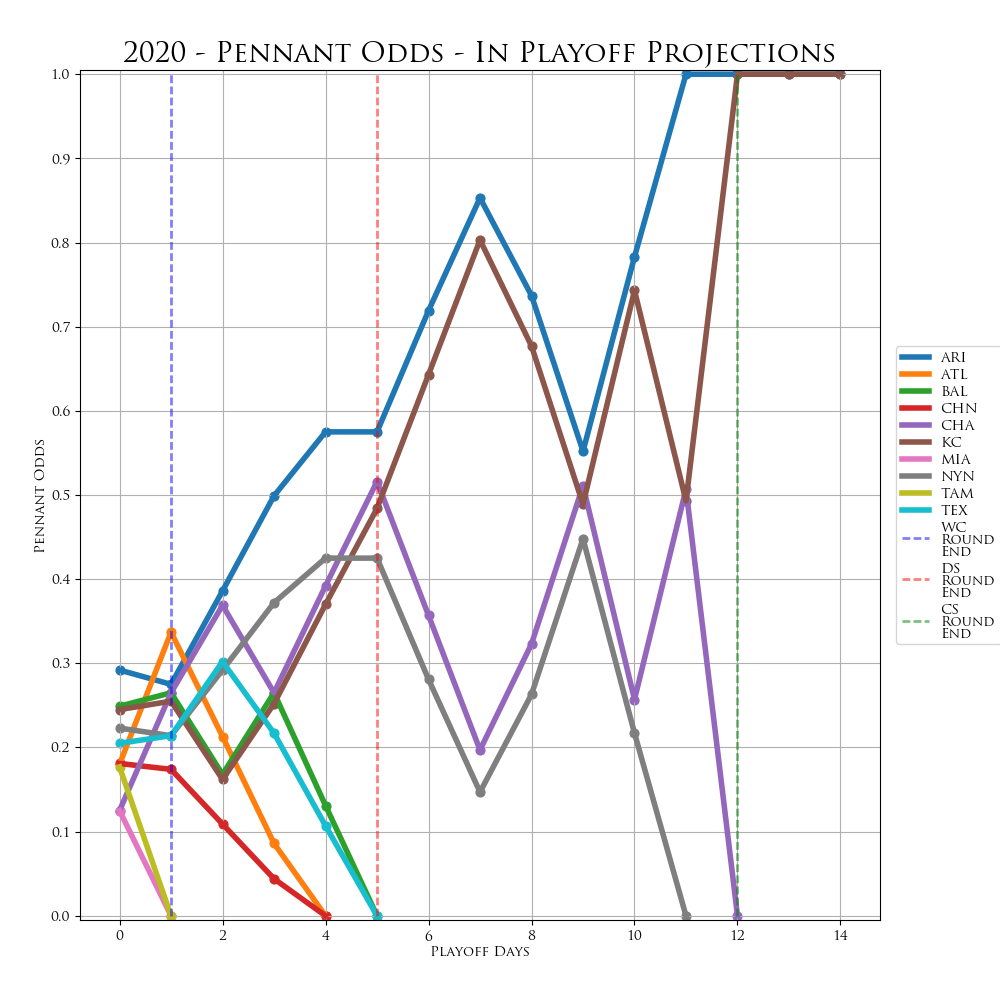 2020 - Pennant Odds - In Playoff Projections
1.0
0.9
0.8
0.7
0.6
0.5
0.4
0.3
0.2
0.1
0.0
Pennant Odds
0 2 4 6 8 10 12 14
Playoff Days
ARI
ATL
BAL
CHN
CHA
KC
MIA
NYN
TAM
TEX
WC
Round
End
DS
Round
End
CS
Round
End